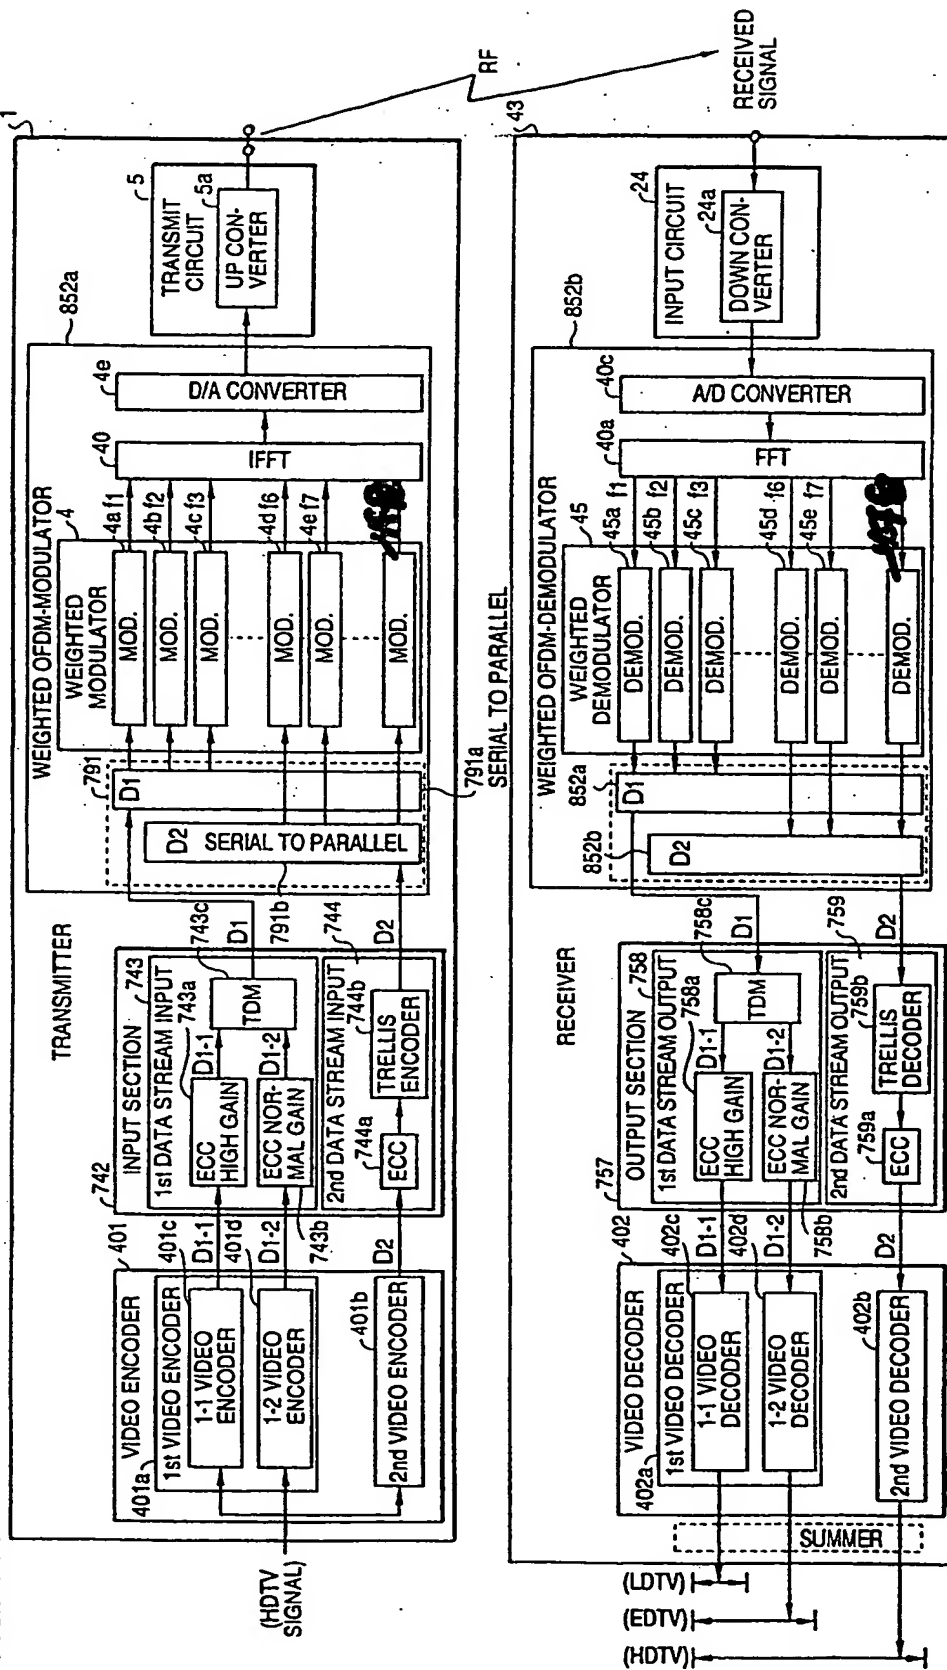 TRANSMITTER
1
(HDTV
SIGNAL)
401
VIDEO ENCODER
401a
1st VIDEO ENCODER
401c
1-1 VIDEO
ENCODER
401d
1-2 VIDEO
ENCODER
401b
2nd VIDEO ENCODER
D1-1
D1-2
D2
742
INPUT SECTION
743
1st DATA STREAM INPUT
743a
ECC
HIGH GAIN
D1-1
743c
TDM
ECC NOR-
MAL GAIN
743b
D1-2
D1
744
2nd DATA STREAM INPUT
744a
ECC
744b
TRELLIS
ENCODER
D2
852a
WEIGHTED OFDM-MODULATOR
791
D1
791b
D2 SERIAL TO PARALLEL
791a
SERIAL TO PARALLEL
4
WEIGHTED
MODULATOR
MOD.
4a f1
MOD.
4b f2
MOD.
4c f3
MOD.
4d f6
MOD.
4e f7
MOD.
40
IFFT
4e
D/A CONVERTER
5
TRANSMIT
CIRCUIT
5a
UP CON-
VERTER
RF
RECEIVED
SIGNAL
RECEIVER
43
24
INPUT CIRCUIT
24a
DOWN CON-
VERTER
852b
WEIGHTED OFDM-DEMODULATOR
40c
A/D CONVERTER
40a
FFT
45
WEIGHTED
DEMODULATOR
45a f1
DEMOD.
45b f2
DEMOD.
45c f3
DEMOD.
45d f6
DEMOD.
45e f7
DEMOD.
DEMOD.
852a
D1
852b
D2
D1
D2
757
OUTPUT SECTION
758
1st DATA STREAM OUTPUT
758a
ECC
HIGH GAIN
D1-1
758c
TDM
ECC NOR-
MAL GAIN
758b
D1-2
759
2nd DATA STREAM OUTPUT
759a
ECC
759b
TRELLIS
DECODER
D1-1
D1-2
D2
402
VIDEO DECODER
402a
1st VIDEO DECODER
402c
1-1 VIDEO
DECODER
402d
1-2 VIDEO
DECODER
402b
2nd VIDEO DECODER
SUMMER
(LDTV)
(EDTV)
(HDTV)